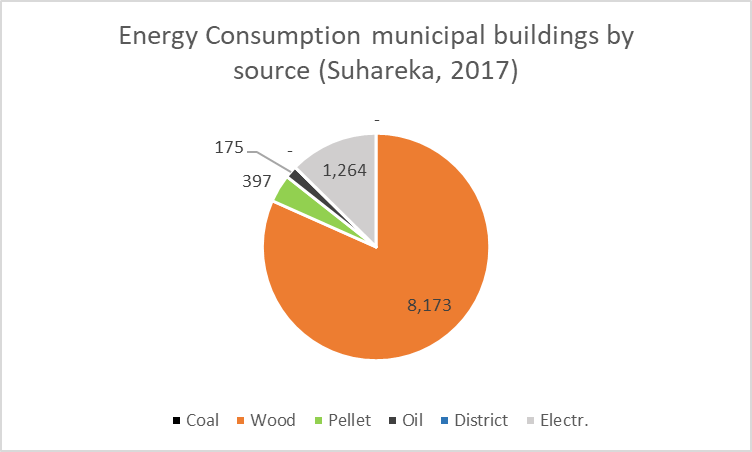 Energy Consumption municipal buildings by
source (Suhareka, 2017)
-
-
175
397
1,264
8,173
Coal Wood Pellet Oil District Electr.